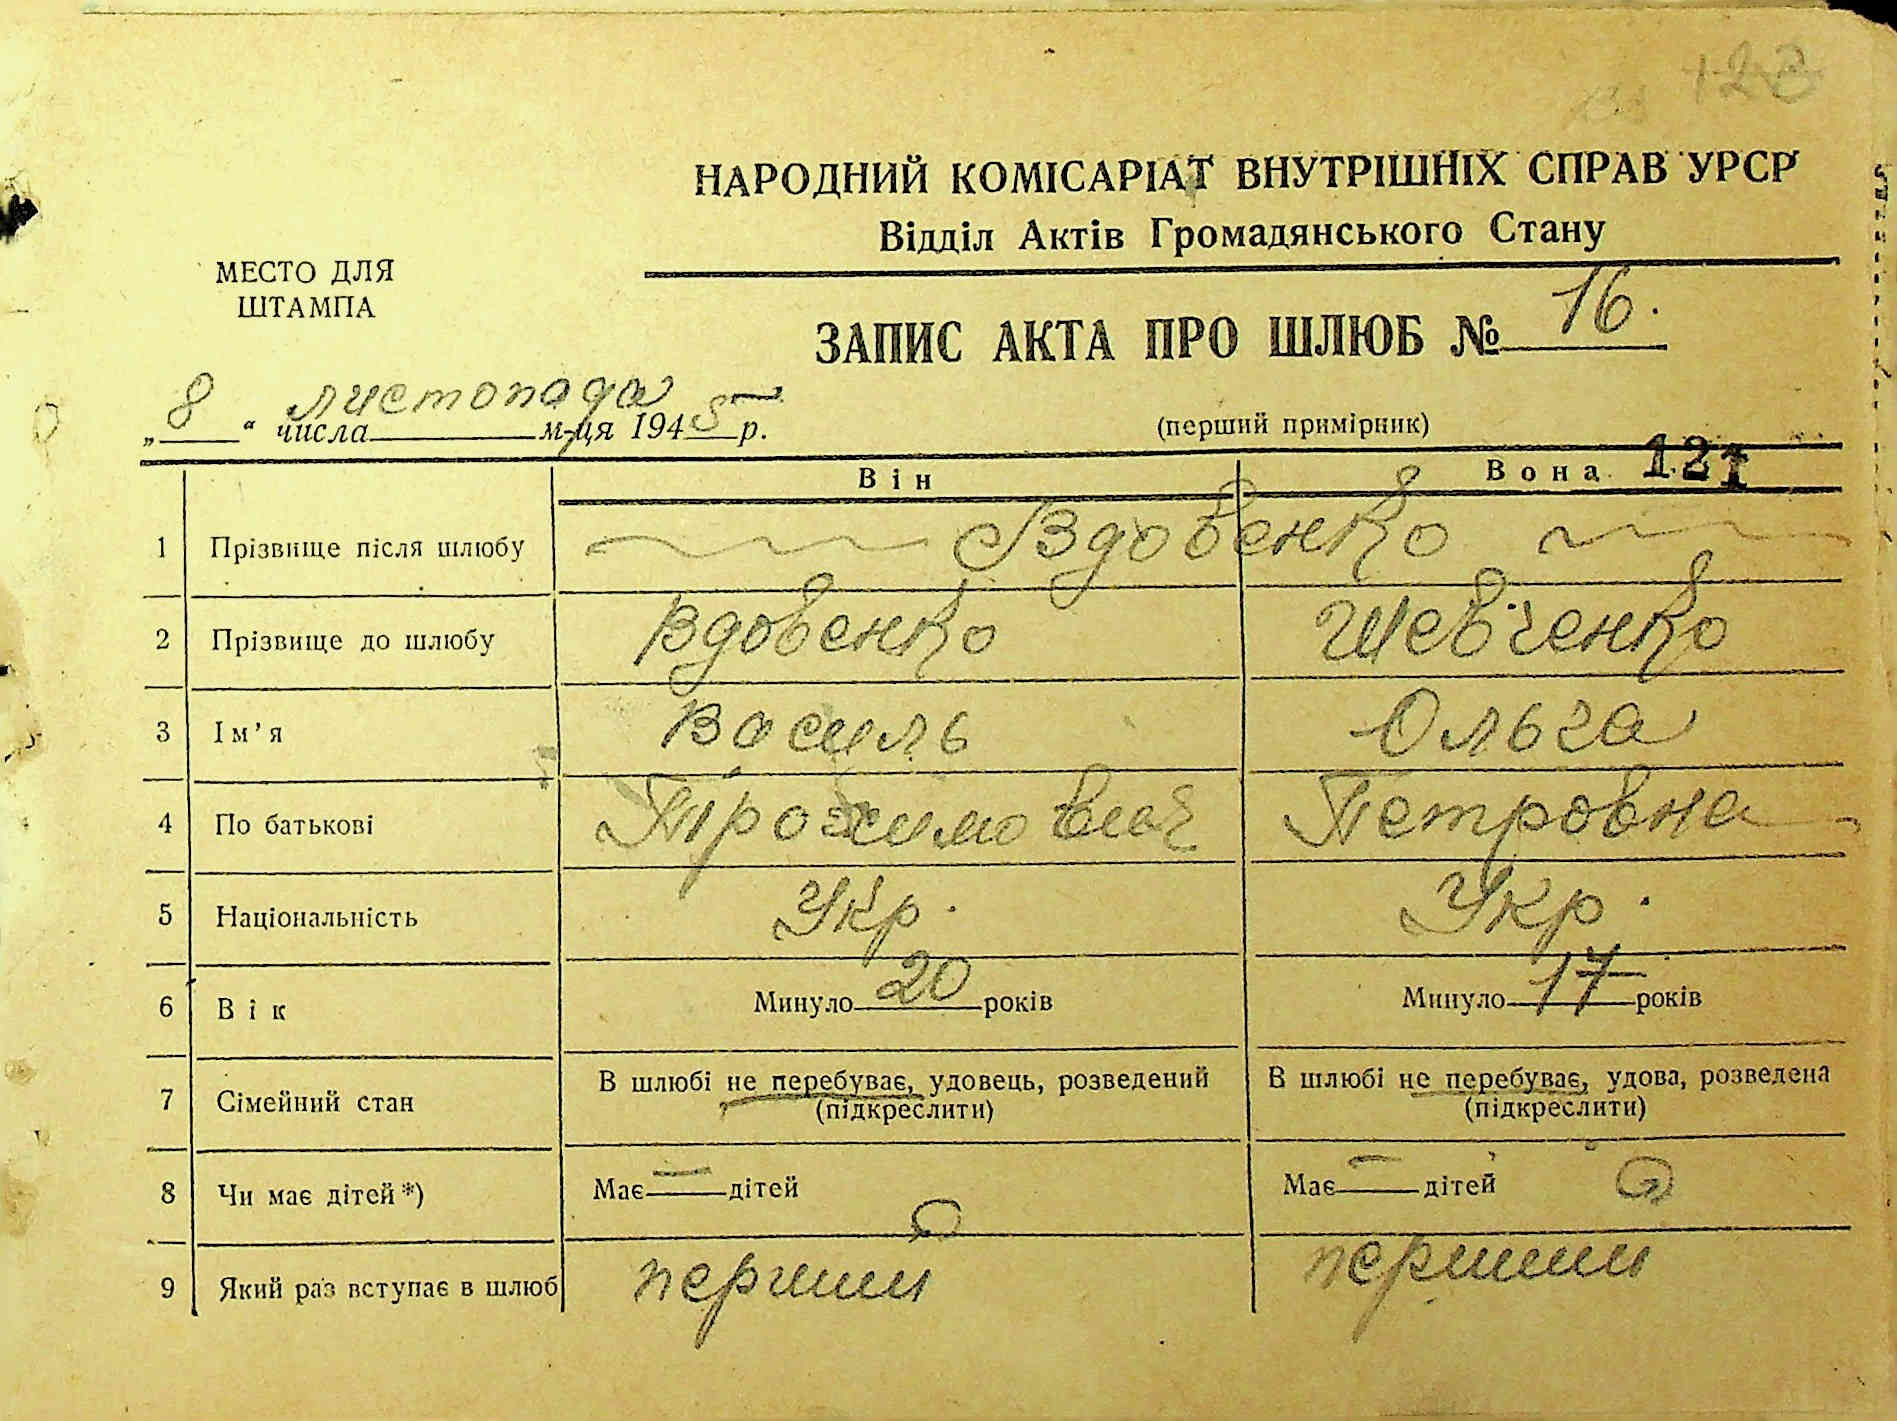 123
НАРОДНИЙ КОМІСАРІАТ ВНУТРІШНІХ СПРАВ УРСР
Відділ Актів Громадянського Стану
МЕСТО ДЛЯ
ШТАМПА
ЗАПИС АКТА ПРО ШЛЮБ № 16.
„8“ числа листопада м-ця 1945 р.
(перший примірник)
Він Вона 121
1 Прізвище після шлюбу Вдовенко
2 Прізвище до шлюбу Вдовенко Шевченко
3 Ім’я Василь Ольга
4 По батькові Трохимович Петровна
5 Національність Укр. Укр.
6 Вік Минуло 20 років Минуло 17 років
7 Сімейний стан В шлюбі не перебуває, удовець, розведений В шлюбі не перебуває, удова, розведена
(підкреслити) (підкреслити)
8 Чи має дітей *) Має — дітей Має — дітей
9 Який раз вступає в шлюб перший перший